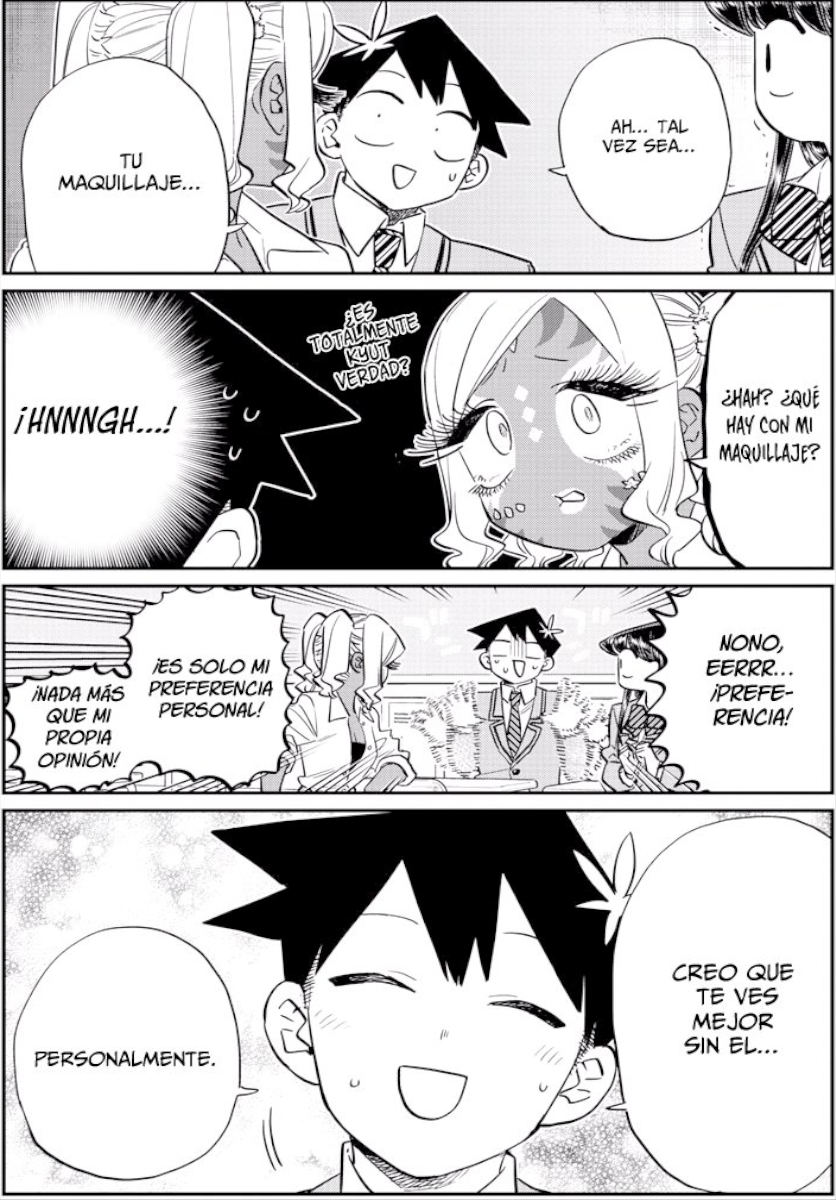 AH... TAL
VEZ SEA...
TU
MAQUILLAJE...
¿HAH? ¿QUÉ
HAY CON MI
MAQUILLAJE?
¿ES
TOTALMENTE
KYUT
VERDAD?
¡HNNNGH...!
NONO,
EERRR...
¡PREFE-
RENCIA!
¡ES SOLO MI
PREFERENCIA
PERSONAL!
¡NADA MÁS
QUE MI
PROPIA
OPINIÓN!
CREO QUE
TE VES
MEJOR
SIN EL...
PERSONALMENTE.